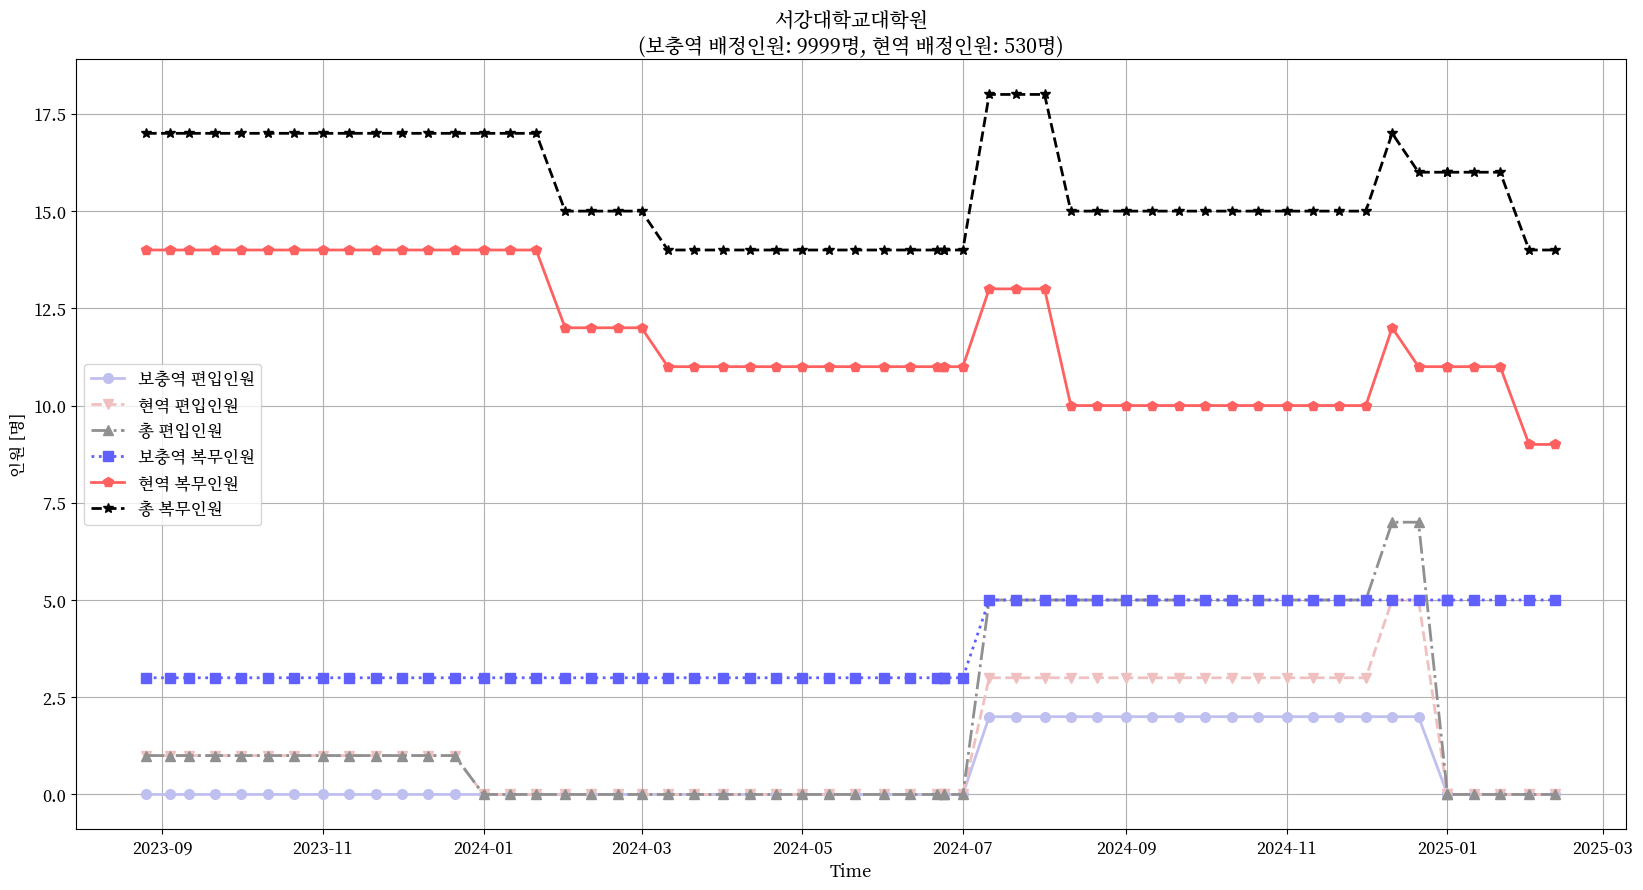 서강대학교대학원
(보충역 배정인원: 9999명, 현역 배정인원: 530명)
인원 [명]
17.5
15.0
12.5
10.0
7.5
5.0
2.5
0.0
보충역 편입인원
현역 편입인원
총 편입인원
보충역 복무인원
현역 복무인원
총 복무인원
2023-09
2023-11
2024-01
2024-03
2024-05
2024-07
2024-09
2024-11
2025-01
2025-03
Time